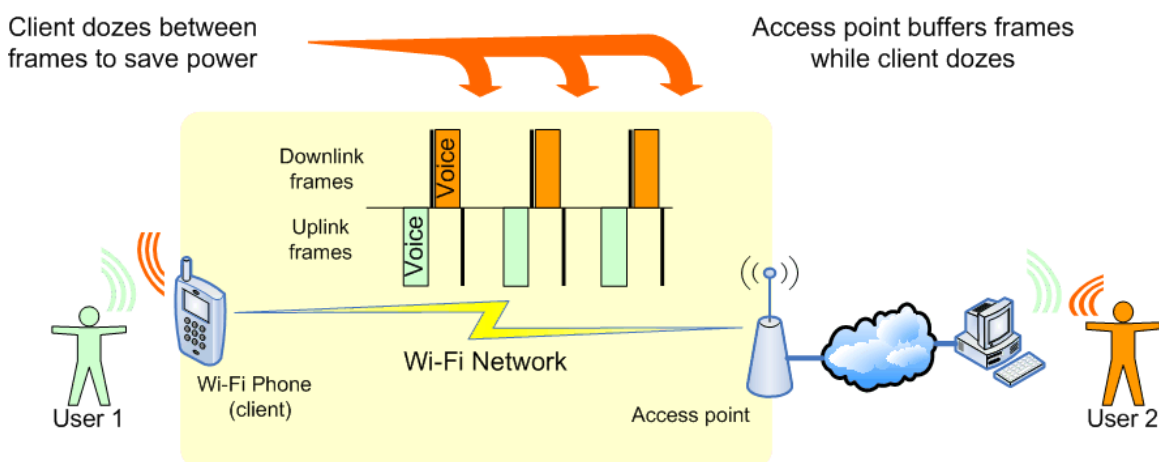 Client dozes between
frames to save power
Access point buffers frames
while client dozes
Downlink
frames
Voice
Uplink
frames
Voice
Wi-Fi Network
Wi-Fi Phone
(client)
Access point
User 1
User 2